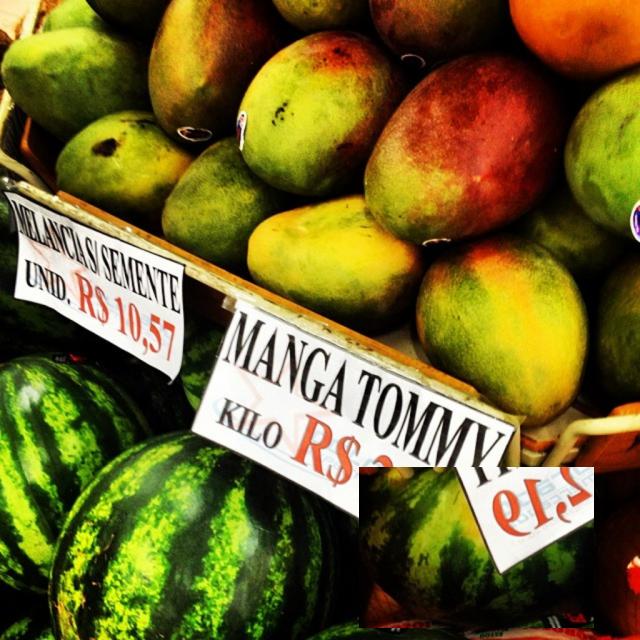 MELANCIA S/ SEMENTE
UNID. R$ 10,57
MANGA TOMMY
KILO R$ 2,19